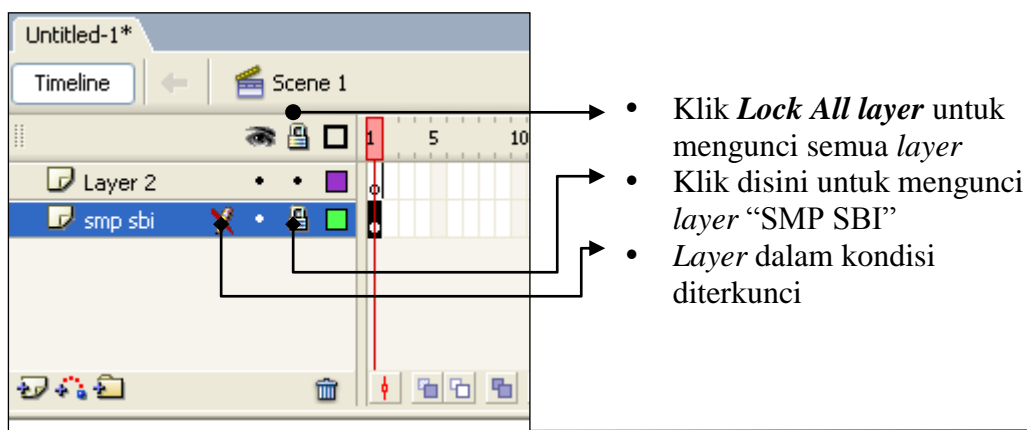 Untitled-1*
Timeline
Scene 1
1 5 10
Layer 2
smp sbi
• Klik Lock All layer untuk
mengunci semua layer
• Klik disini untuk mengunci
layer “SMP SBI”
• Layer dalam kondisi
diterkunci